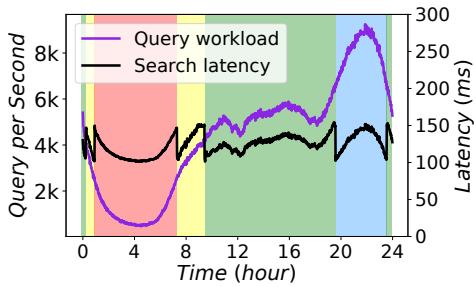 Query workload
Search latency
Query per Second
8k
6k
4k
2k
300
250
200
150
100
50
0
Latency (ms)
0 4 8 12 16 20 24
Time (hour)